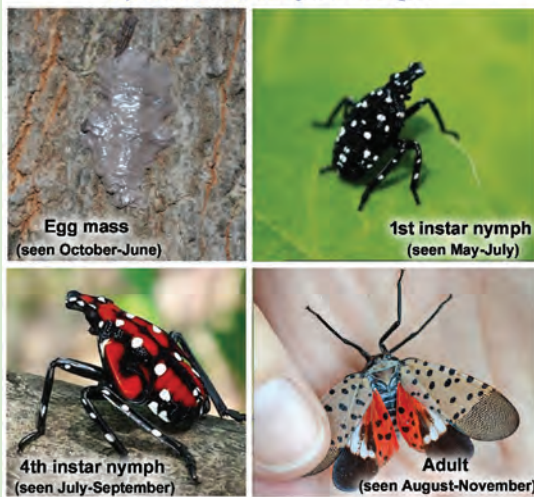 Egg mass
(seen October-June)
1st instar nymph
(seen May-July)
4th instar nymph
(seen July-September)
Adult
(seen August-November)